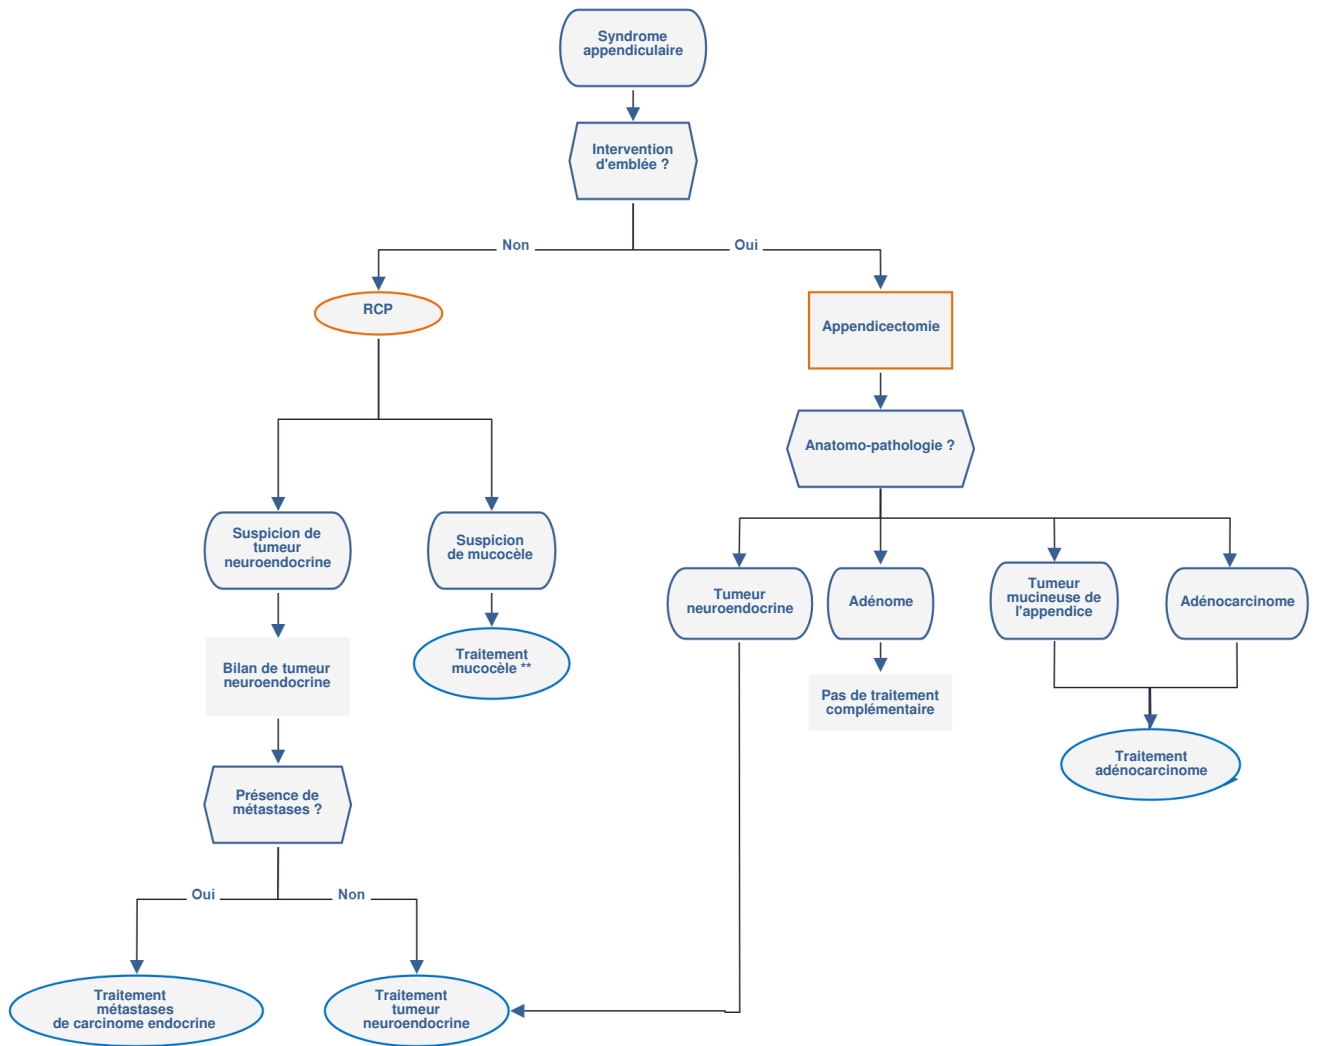 Syndrome
appendiculaire
Intervention
d'emblée ?
Non
Oui
RCP
Appendicectomie
Anatomo-pathologie ?
Suspicion de
tumeur
neuroendocrine
Suspicion
de mucocèle
Tumeur
neuroendocrine
Adénome
Tumeur
mucineuse de
l'appendice
Adénocarcinome
Bilan de tumeur
neuroendocrine
Traitement
mucocèle **
Pas de traitement
complémentaire
Traitement
adénocarcinome
Présence de
métastases ?
Oui
Non
Traitement
métastases
de carcinome endocrine
Traitement
tumeur
neuroendocrine